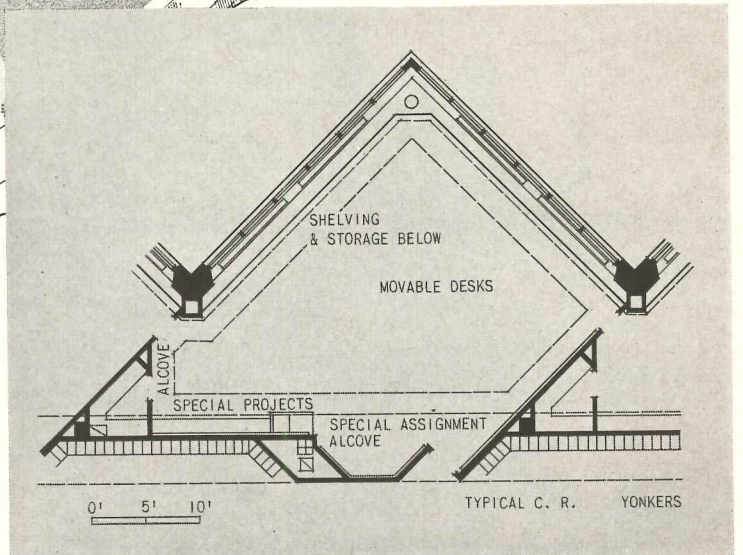 SHELVING
& STORAGE BELOW
MOVABLE DESKS
ALCOVE
SPECIAL PROJECTS
SPECIAL ASSIGNMENT
ALCOVE
0' 5' 10'
TYPICAL C. R. YONKERS